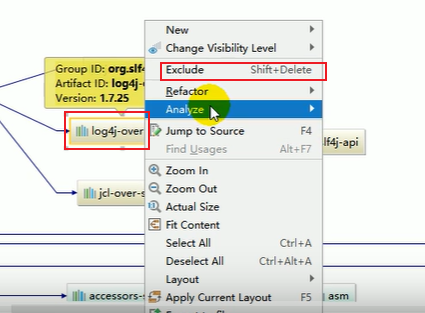 New
Change Visibility Level
Group ID: org.slf4
Exclude Shift+Delete
Artifact ID: log4j-
Version: 1.7.25
Refactor
Analyze
log4j-over
Jump to Source F4
slf4j-api
Find Usages Alt+F7
Zoom In
jcl-over-s
Zoom Out
Actual Size
Fit Content
Select All Ctrl+A
Deselect All Ctrl+Alt+A
Layout
accessors-s
Apply Current Layout F5
asm